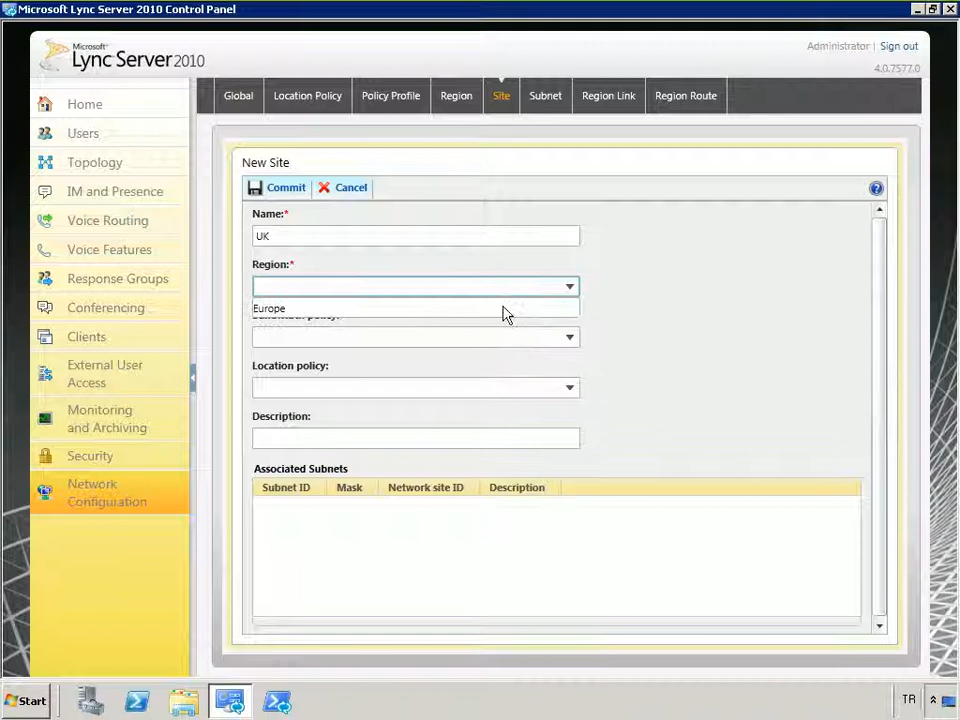 Microsoft Lync Server 2010 Control Panel
Microsoft®
Lync Server 2010
Administrator | Sign out
4.0.7577.0
Home
Users
Topology
IM and Presence
Voice Routing
Voice Features
Response Groups
Conferencing
Clients
External User
Access
Monitoring
and Archiving
Security
Network
Configuration
Global Location Policy Policy Profile Region Site Subnet Region Link Region Route
New Site
Commit Cancel
Name:*
UK
Region:*
Europe
Location policy:
Description:
Associated Subnets
Subnet ID Mask Network site ID Description
Start
TR